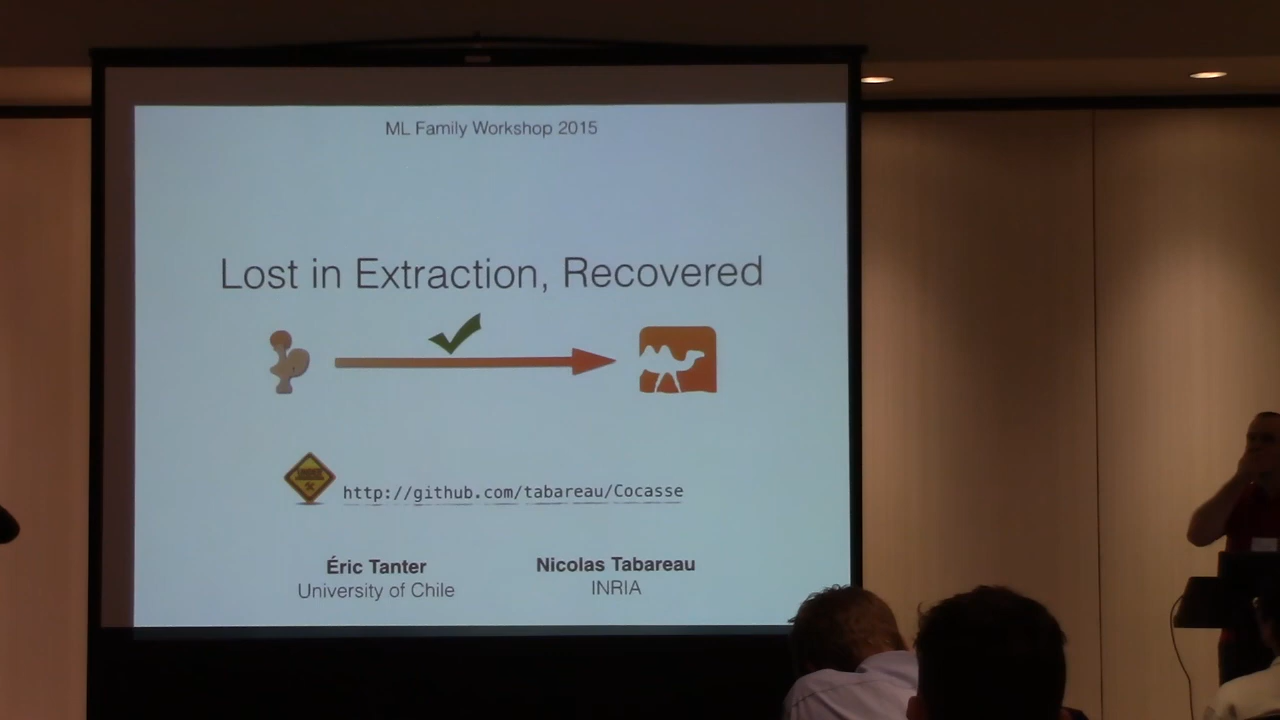 ML Family Workshop 2015
Lost in Extraction, Recovered
http://github.com/tabareau/Cocasse
Éric Tanter
University of Chile
Nicolas Tabareau
INRIA